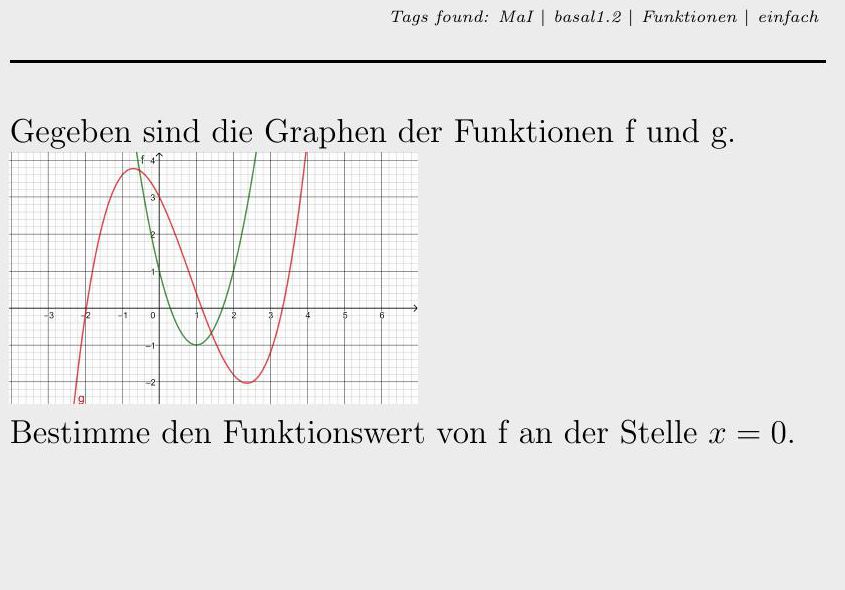 Tags found: MaI | basal1.2 | Funktionen | einfach
Gegeben sind die Graphen der Funktionen f und g.
f 4
3
2
1
-3 -2 -1 0 1 2 3 4 5 6
-1
-2
g
Bestimme den Funktionswert von f an der Stelle x = 0.